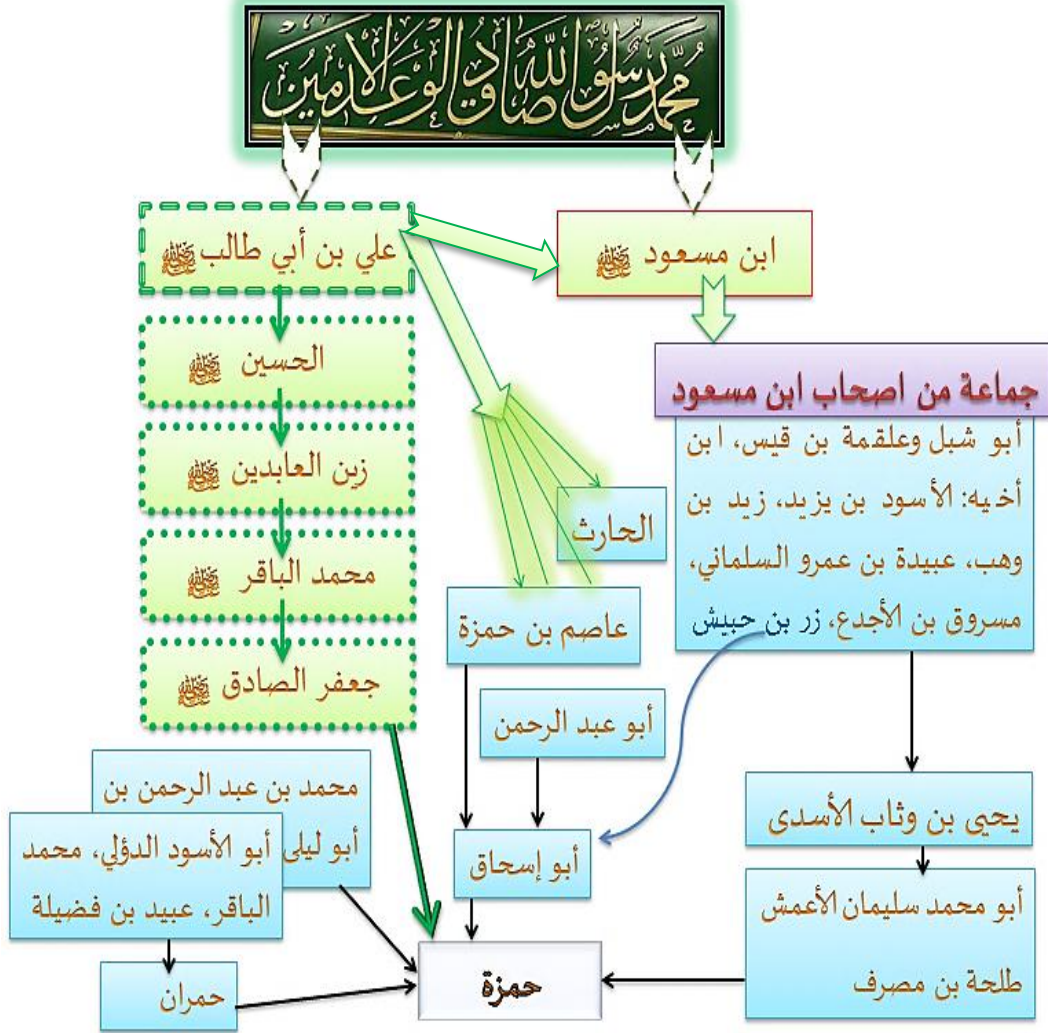 محمد رسول الله صادق الوعد الامين
علي بن أبي طالب ﵁
ابن مسعود ﵁
الحسين ﵁
جماعة من اصحاب ابن مسعود
أبو شبل وعلقمة بن قيس، ابن
أخيه: الأسود بن يزيد، زيد بن
وهب، عبيدة بن عمرو السلماني،
مسروق بن الأجدع، زر بن حبيش
زين العابدين ﵁
الحارث
محمد الباقر ﵁
عاصم بن حمزة
جعفر الصادق ﵁
أبو عبد الرحمن
محمد بن عبد الرحمن بن
أبو ليلى
يحيى بن وثاب الأسدى
أبو الأسود الدؤلي، محمد
الباقر، عبيد بن فضيلة
أبو إسحاق
أبو محمد سليمان الأعمش
طلحة بن مصرف
حمران
حمزة